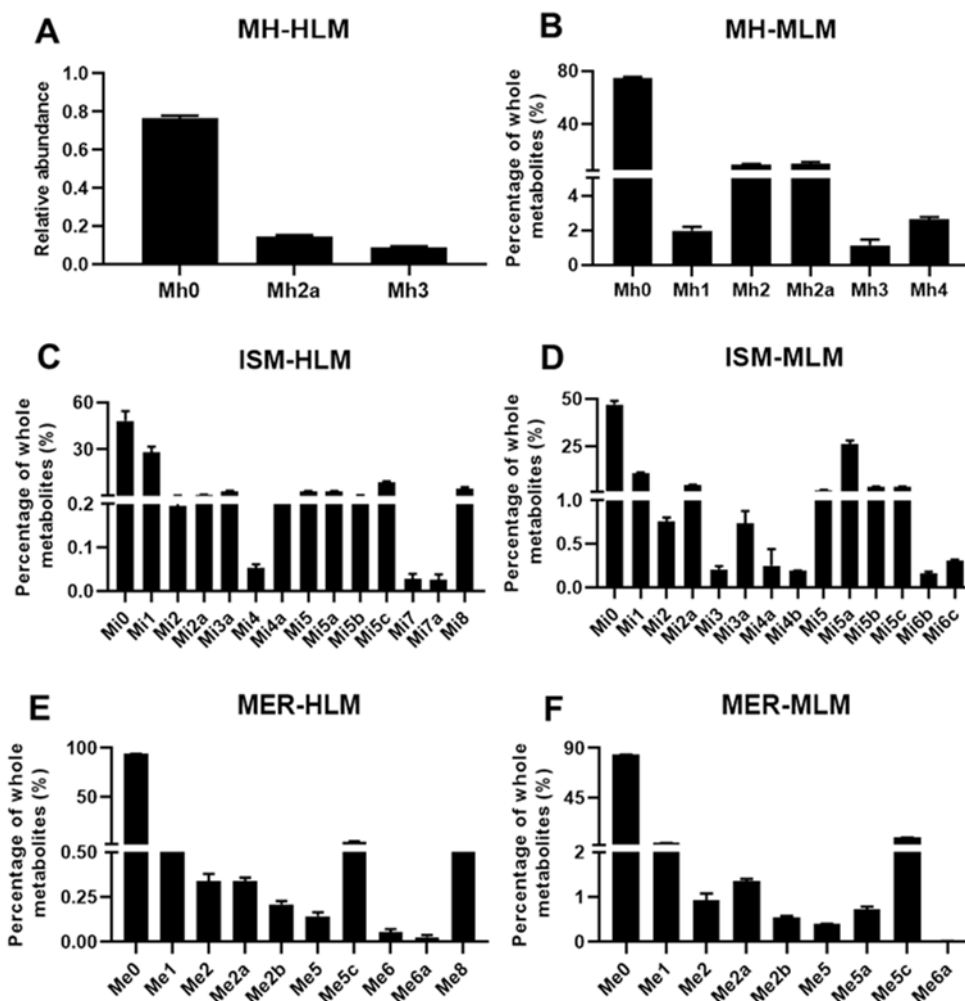 A MH-HLM
Relative abundance
1.0
0.8
0.6
0.4
0.2
0.0
Mh0 Mh2a Mh3
B MH-MLM
Percentage of whole
metabolites (%)
80
40
4
2
0
Mh0 Mh1 Mh2 Mh2a Mh3 Mh4
C ISM-HLM
Percentage of whole
metabolites (%)
60
30
0.2
0.1
0.0
Mi0 Mi1 Mi2 Mi2a Mi3a Mi4 Mi4a Mi5 Mi5a Mi5b Mi5c Mi7 Mi7a Mi8
D ISM-MLM
Percentage of whole
metabolites (%)
50
25
1.0
0.5
0.0
Mi0 Mi1 Mi2 Mi2a Mi3 Mi3a Mi4a Mi4b Mi5 Mi5a Mi5b Mi5c Mi6b Mi6c
E MER-HLM
Percentage of whole
metabolites (%)
100
50
0.50
0.25
0.00
Me0 Me1 Me2 Me2a Me2b Me5 Me5c Me6 Me6a Me8
F MER-MLM
Percentage of whole
metabolites (%)
90
45
2
1
0
Me0 Me1 Me2 Me2a Me2b Me5 Me5a Me5c Me6a